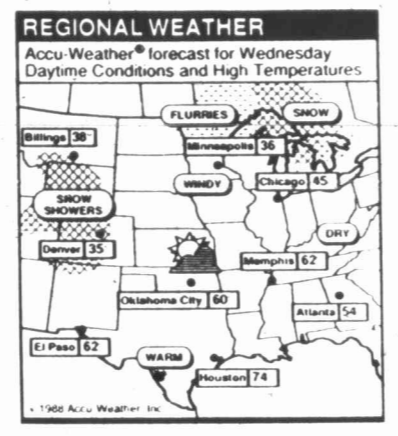 REGIONAL WEATHER
Accu-Weather® forecast for Wednesday
Daytime Conditions and High Temperatures
FLURRIES
SNOW
Billings 38
Minneapolis 36
WINDY
Chicago 45
SNOW
SHOWERS
DRY
Denver 35
Memphis 62
Oklahoma City 60
Atlanta 54
El Paso 62
WARM
Houston 74
© 1988 Accu Weather Inc